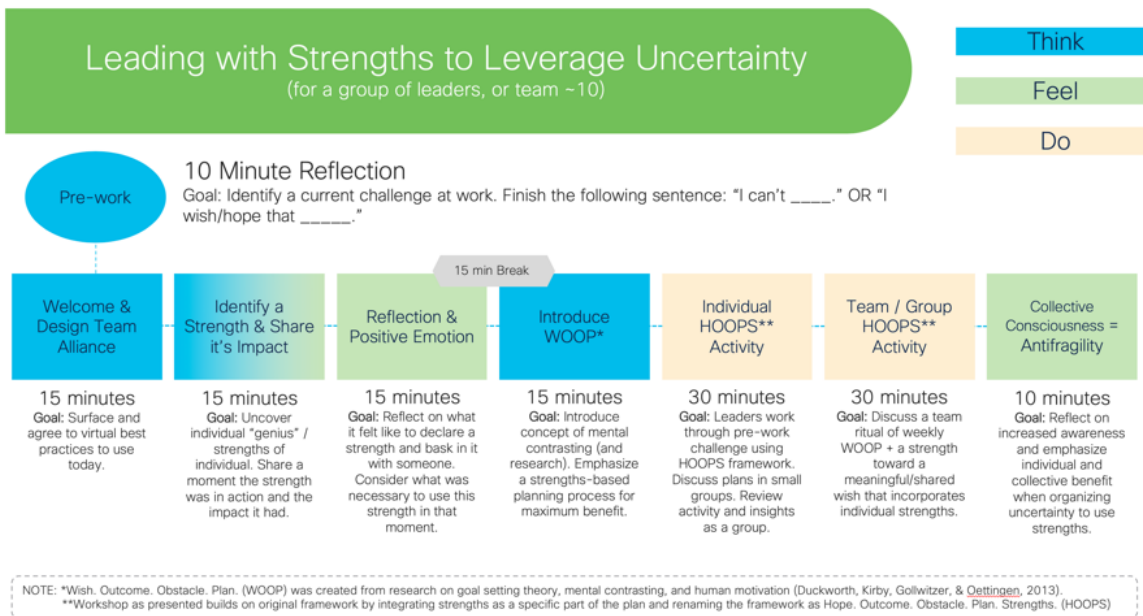 Leading with Strengths to Leverage Uncertainty
(for a group of leaders, or team ~10)
Think
Feel
Do
Pre-work
10 Minute Reflection
Goal: Identify a current challenge at work. Finish the following sentence: “I can’t ____.” OR “I
wish/hope that _____.”
15 min Break
Welcome &
Design Team
Alliance
15 minutes
Goal: Surface and
agree to virtual best
practices to use
today.
Identify a
Strength & Share
it’s Impact
15 minutes
Goal: Uncover
individual “genius” /
strengths of
individual. Share a
moment the strength
was in action and the
impact it had.
Reflection &
Positive Emotion
15 minutes
Goal: Reflect on what
it felt like to declare a
strength and bask in it
with someone.
Consider what was
necessary to use this
strength in that
moment.
Introduce
WOOP*
15 minutes
Goal: Introduce
concept of mental
contrasting (and
research). Emphasize
a strengths-based
planning process for
maximum benefit.
Individual
HOOPS**
Activity
30 minutes
Goal: Leaders work
through pre-work
challenge using
HOOPS framework.
Discuss plans in small
groups. Review
activity and insights
as a group.
Team / Group
HOOPS**
Activity
30 minutes
Goal: Discuss a team
ritual of weekly
WOOP + a strength
toward a
meaningful/shared
wish that incorporates
individual strengths.
Collective
Consciousness =
Antifragility
10 minutes
Goal: Reflect on
increased awareness
and emphasize
individual and
collective benefit
when organizing
uncertainty to use
strengths.
NOTE: *Wish. Outcome. Obstacle. Plan. (WOOP) was created from research on goal setting theory, mental contrasting, and human motivation (Duckworth, Kirby, Gollwitzer, & Oettingen, 2013).
**Workshop as presented builds on original framework by integrating strengths as a specific part of the plan and renaming the framework as Hope. Outcome. Obstacle. Plan. Strengths. (HOOPS)